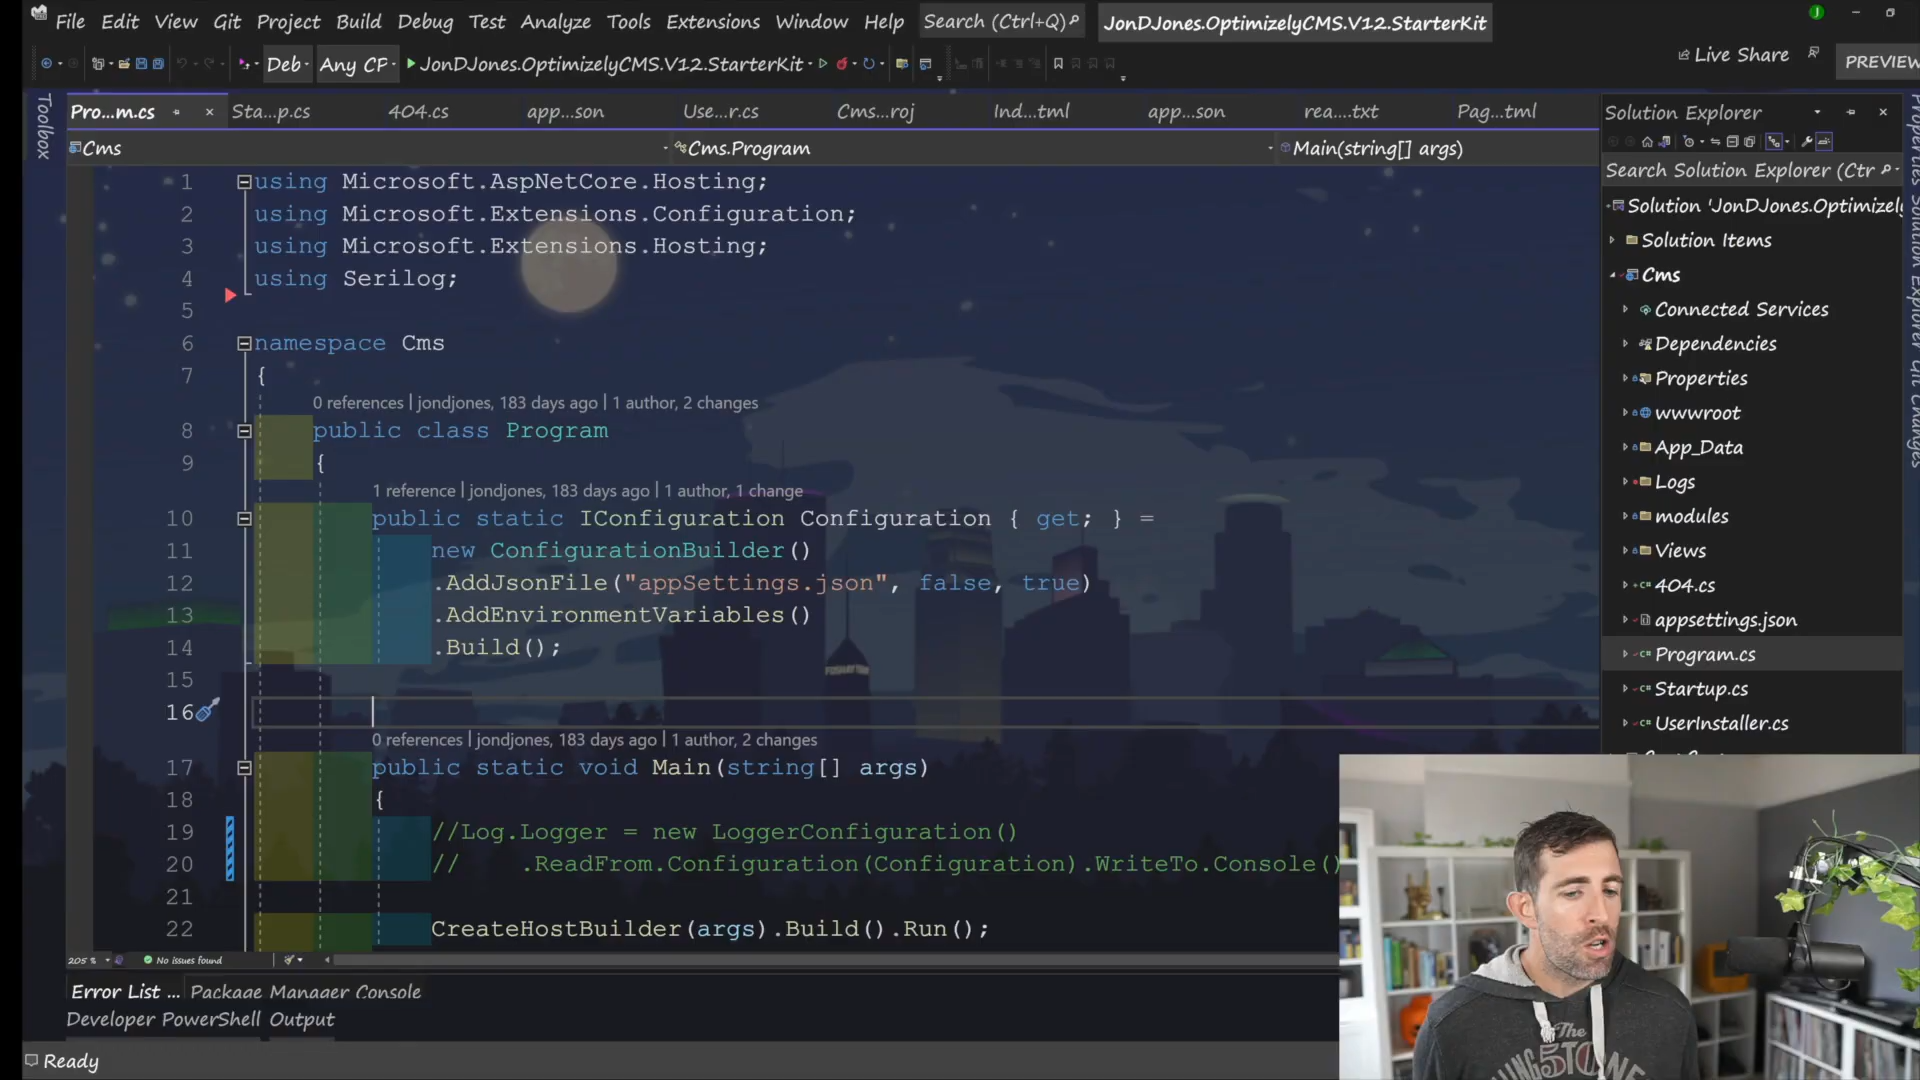 File Edit View Git Project Build Debug Test Analyze Tools Extensions Window Help Search (Ctrl+Q) JonDJones.OptimizelyCMS.V12.StarterKit
Deb Any CP JonDJones.OptimizelyCMS.V12.StarterKit Live Share PREVIEW
Toolbox
Pro...m.cs Sta...p.cs 404.cs app...son Use...r.cs Cms...roj Ind...tml app...son rea...txt Pag...tml
Cms Cms.Program Main(string[] args)
1 using Microsoft.AspNetCore.Hosting;
2 using Microsoft.Extensions.Configuration;
3 using Microsoft.Extensions.Hosting;
4 using Serilog;
5
6 namespace Cms
7 {
0 references | jondjones, 183 days ago | 1 author, 2 changes
8 public class Program
9 {
1 reference | jondjones, 183 days ago | 1 author, 1 change
10 public static IConfiguration Configuration { get; } =
11 new ConfigurationBuilder()
12 .AddJsonFile("appSettings.json", false, true)
13 .AddEnvironmentVariables()
14 .Build();
15
16
0 references | jondjones, 183 days ago | 1 author, 2 changes
17 public static void Main(string[] args)
18 {
19 //Log.Logger = new LoggerConfiguration()
20 // .ReadFrom.Configuration(Configuration).WriteTo.Console()
21
22 CreateHostBuilder(args).Build().Run();
205 % No issues found
Error List ... Package Manager Console
Developer PowerShell Output
Ready
Solution Explorer
Search Solution Explorer (Ctr
Solution 'JonDJones.Optimizely
Solution Items
Cms
Connected Services
Dependencies
Properties
wwwroot
App_Data
Logs
modules
Views
404.cs
appsettings.json
Program.cs
Startup.cs
UserInstaller.cs
Properties Solution Explorer Git Changes
The